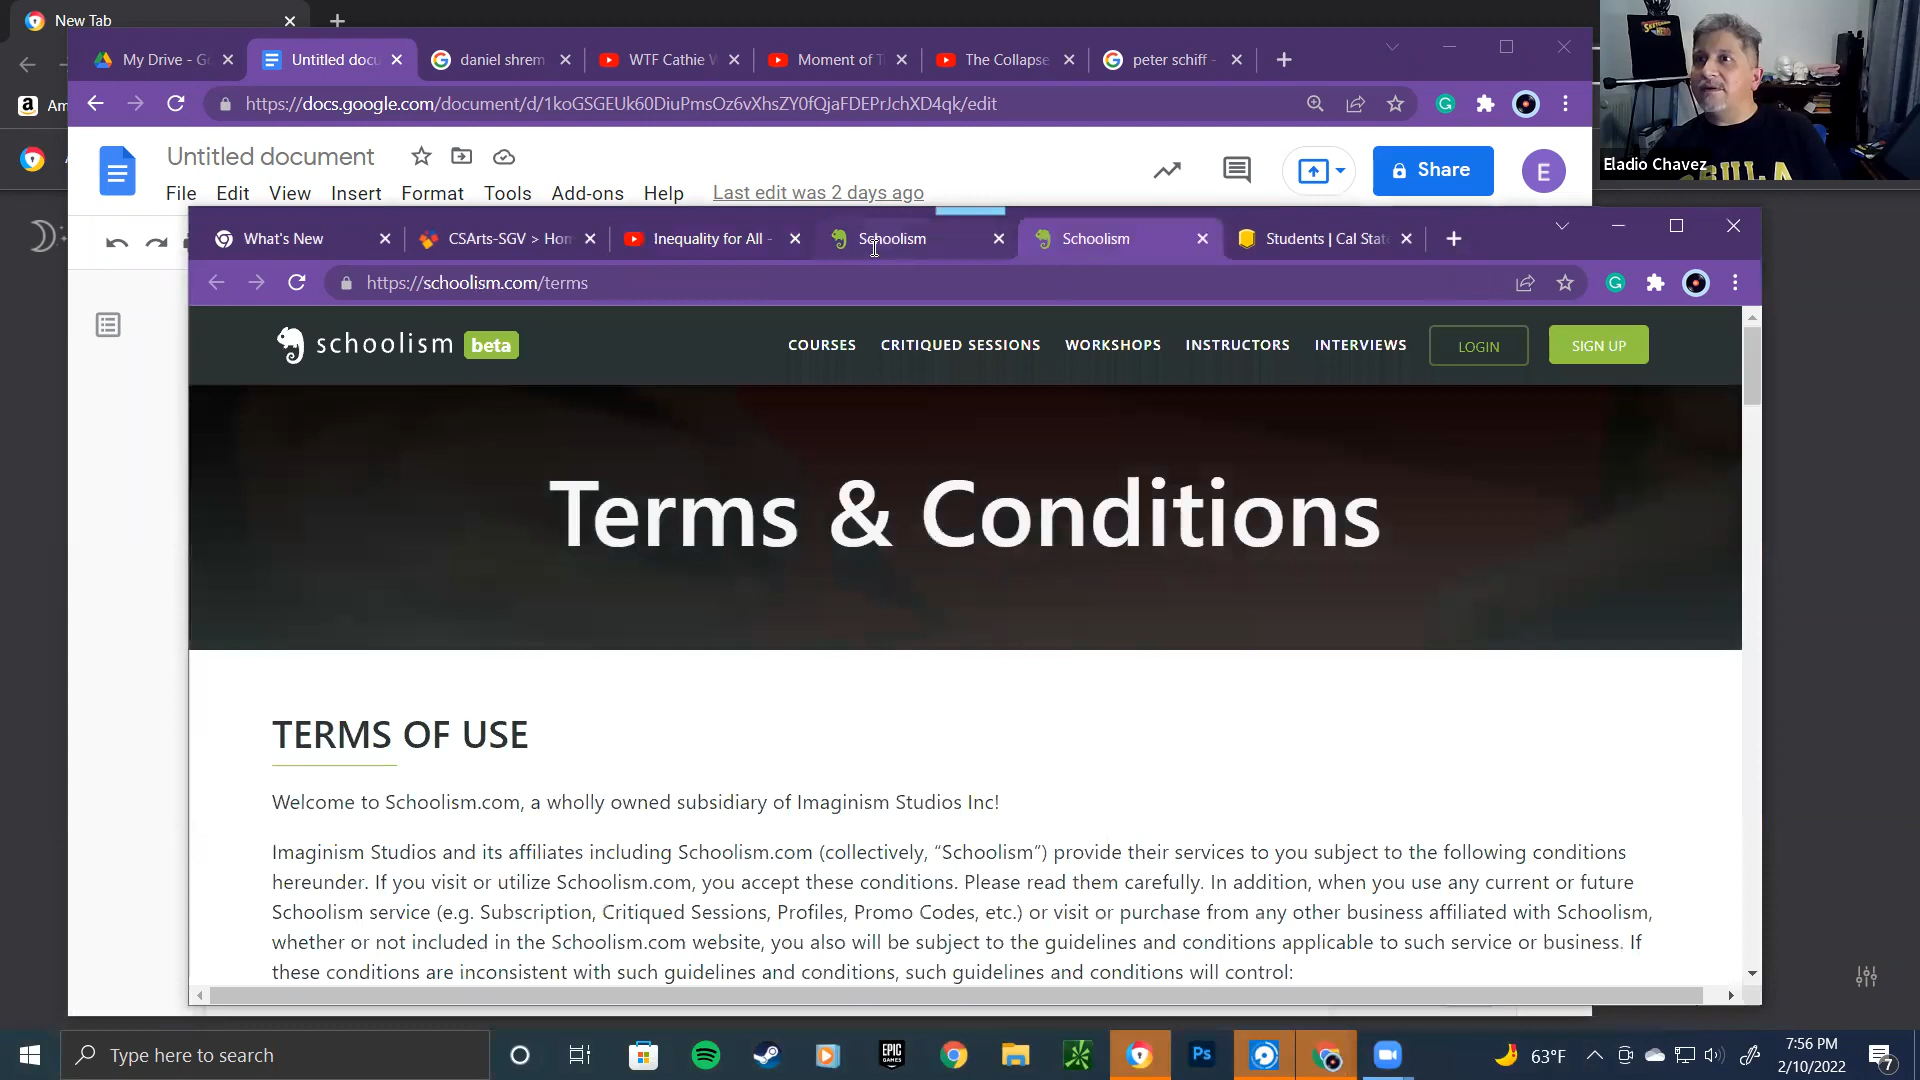 New Tab
My Drive - Go
Untitled docu
daniel shrem
WTF Cathie W
Moment of T
The Collapse
peter schiff -
https://docs.google.com/document/d/1koGSGEUk60DiuPmsOz6vXhsZY0fQjaFDEPrJchXD4qk/edit
Am
Untitled document
File Edit View Insert Format Tools Add-ons Help Last edit was 2 days ago
Share
E
Eladio Chavez
What's New
CSArts-SGV > Hom
Inequality for All -
Schoolism
Schoolism
Students | Cal State
https://schoolism.com/terms
schoolism beta
COURSES CRITIQUED SESSIONS WORKSHOPS INSTRUCTORS INTERVIEWS LOGIN SIGN UP
Terms & Conditions
TERMS OF USE
Welcome to Schoolism.com, a wholly owned subsidiary of Imaginism Studios Inc!
Imaginism Studios and its affiliates including Schoolism.com (collectively, “Schoolism”) provide their services to you subject to the following conditions
hereunder. If you visit or utilize Schoolism.com, you accept these conditions. Please read them carefully. In addition, when you use any current or future
Schoolism service (e.g. Subscription, Critiqued Sessions, Profiles, Promo Codes, etc.) or visit or purchase from any other business affiliated with Schoolism,
whether or not included in the Schoolism.com website, you also will be subject to the guidelines and conditions applicable to such service or business. If
these conditions are inconsistent with such guidelines and conditions, such guidelines and conditions will control:
Type here to search
EPIC GAMES
Ps
63°F
7:56 PM
2/10/2022
7